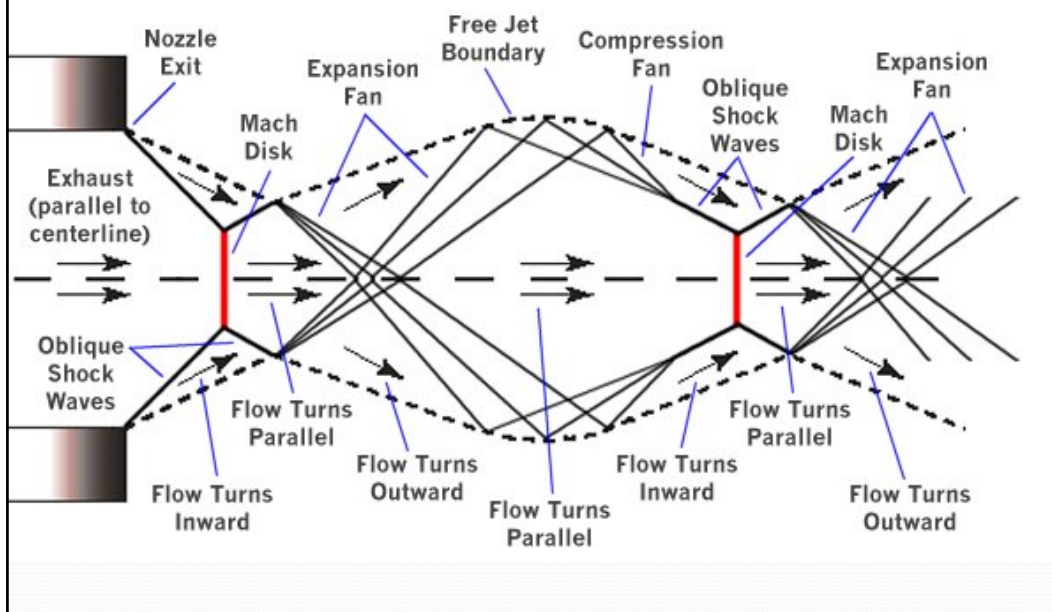 Nozzle
Exit
Expansion
Fan
Mach
Disk
Free Jet
Boundary
Compression
Fan
Oblique
Shock
Waves
Mach
Disk
Expansion
Fan
Exhaust
(parallel to
centerline)
Oblique
Shock
Waves
Flow Turns
Inward
Flow Turns
Parallel
Flow Turns
Outward
Flow Turns
Parallel
Flow Turns
Inward
Flow Turns
Parallel
Flow Turns
Outward